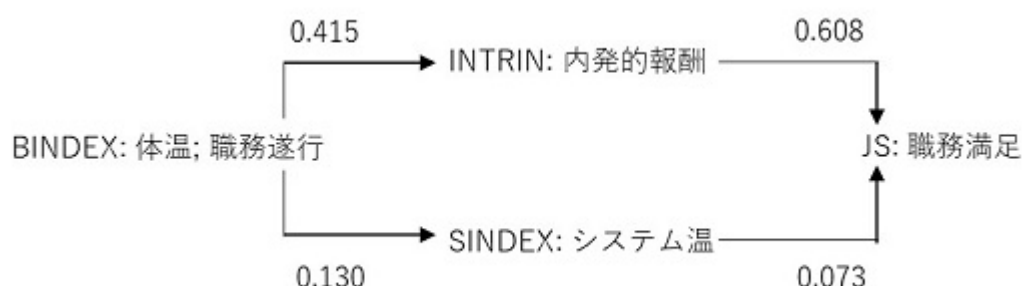 0.415
0.608
INTRIN: 内発的報酬
BINDEX: 体温; 職務遂行
JS: 職務満足
SINDEX: システム温
0.130
0.073